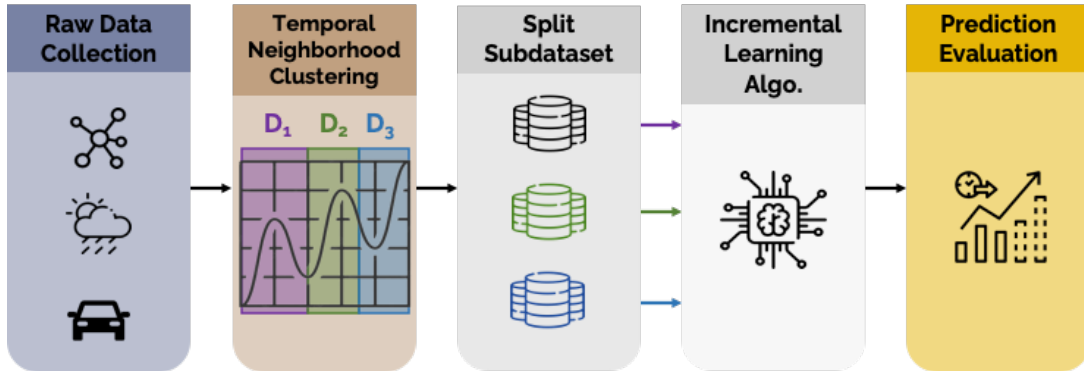 Raw Data
Collection
Temporal
Neighborhood
Clustering
D₁ D₂ D₃
Split
Subdataset
Incremental
Learning
Algo.
Prediction
Evaluation